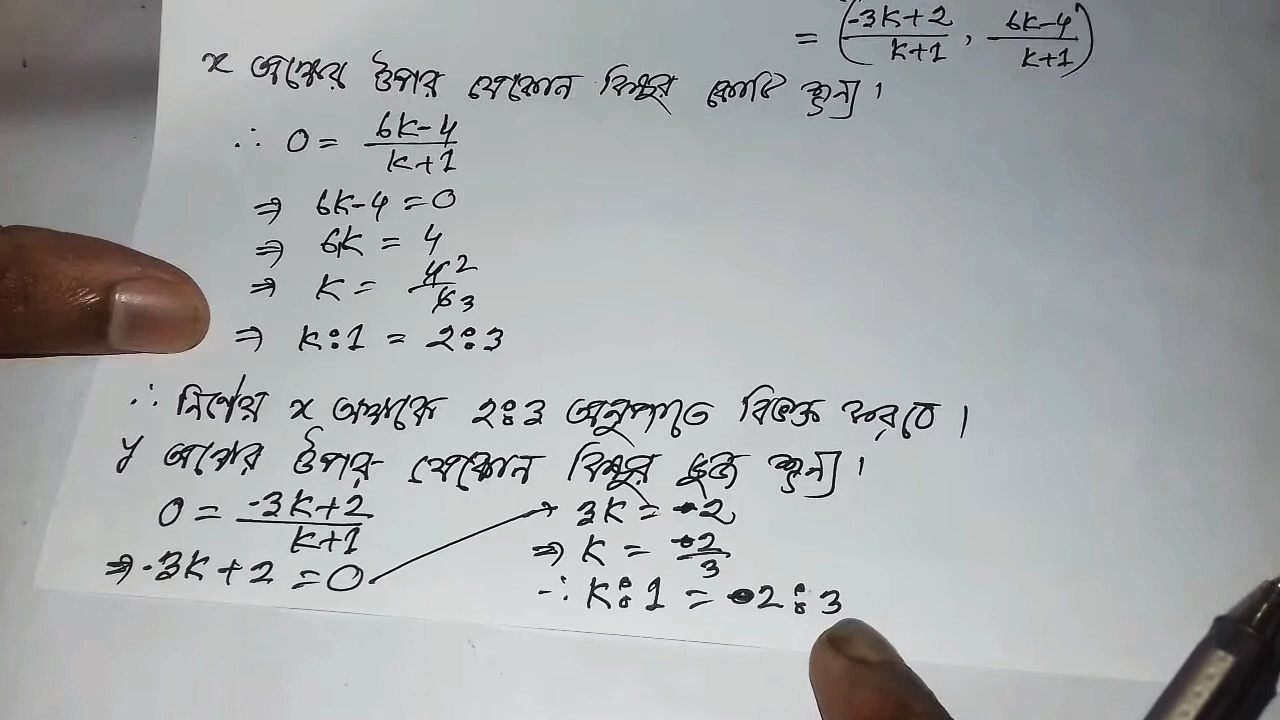 = (-3k+2/k+1, 6k-4/k+1)
x অক্ষের উপর যেকোন বিন্দুর কোটি শূন্য।
∴ 0 = 6k-4/k+1
⇒ 6k-4 = 0
⇒ 6k = 4
⇒ k = 4 2/6 3
⇒ k:1 = 2:3
∴ নির্ণেয় x অক্ষকে 2:3 অনুপাতে বিভক্ত করবে।
y অক্ষের উপর যেকোন বিন্দুর ভূজ শূন্য।
0 = -3k+2/k+1
⇒ -3k+2 = 0
→ 3k = 2
⇒ k = 2/3
∴ k:1 = 2:3